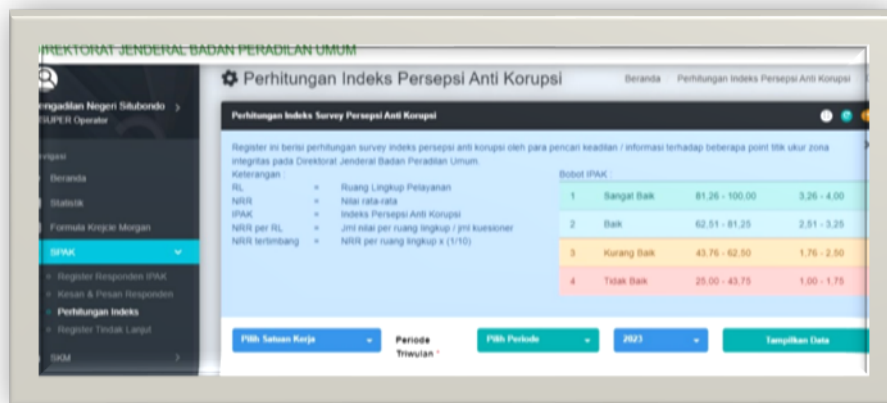 DIREKTORAT JENDERAL BADAN PERADILAN UMUM
Perhitungan Indeks Persepsi Anti Korupsi
Beranda Perhitungan Indeks Persepsi Anti Korupsi
engadilan Negeri Situbondo
SUPER Operator
avigasi
Beranda
Statistik
Formula Krejcie Morgan
SPAK
Register Responden IPAK
Kesan & Pesan Responden
Perhitungan Indeks
Register Tindak Lanjut
SKM
Perhitungan Indeks Survey Persepsi Anti Korupsi
Register ini berisi perhitungan survey indeks persepsi anti korupsi oleh para pencari keadilan / informasi terhadap beberapa point titik ukur zona
integritas pada Direktorat Jenderal Badan Peradilan Umum.
Keterangan :
RL = Ruang Lingkup Pelayanan
NRR = Nilai rata-rata
IPAK = Indeks Persepsi Anti Korupsi
NRR per RL = Jml nilai per ruang lingkup / jml kuesioner
NRR tertimbang = NRR per ruang lingkup x (1/10)
Bobot IPAK :
1 Sangat Baik 81,26 - 100,00 3,26 - 4,00
2 Baik 62,51 - 81,25 2,51 - 3,25
3 Kurang Baik 43,76 - 62,50 1,76 - 2,50
4 Tidak Baik 25,00 - 43,75 1,00 - 1,75
Pilih Satuan Kerja
Periode
Triwulan *
Pilih Periode
2023
Tampilkan Data